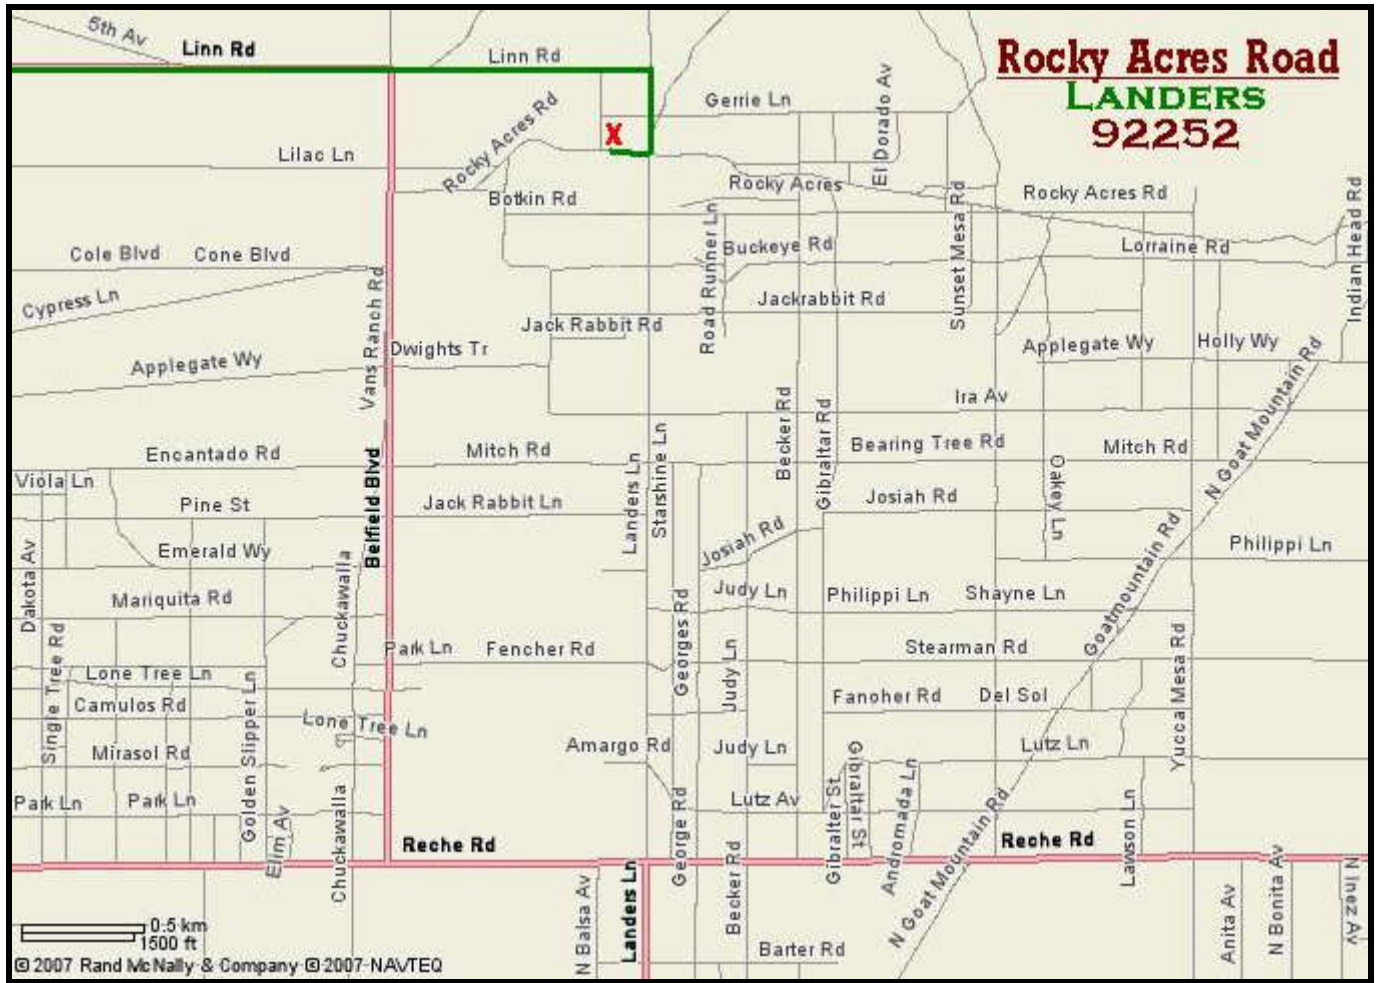 5th Av
Linn Rd
Linn Rd
Rocky Acres Road
LANDERS
92252
Gerrie Ln
El Dorado Av
X
Rocky Acres Rd
Lilac Ln
Rocky Acres
Rocky Acres Rd
Botkin Rd
Sunset Mesa Rd
Indian Head Rd
Road Runner Ln
Buckeye Rd
Lorraine Rd
Cole Blvd
Cone Blvd
Cypress Ln
Vans Ranch Rd
Jackrabbit Rd
Jack Rabbit Rd
Dwights Tr
Applegate Wy
Applegate Wy
Holly Wy
N Goat Mountain Rd
Ira Av
Becker Rd
Gibraltar Rd
Bearing Tree Rd
Mitch Rd
Encantado Rd
Mitch Rd
Belfield Blvd
Landers Ln
Starshine Ln
Viola Ln
Pine St
Jack Rabbit Ln
Josiah Rd
Oakey Ln
Josiah Rd
Emerald Wy
Philippi Ln
Dakota Av
Chuckawalla
Goatmountain Rd
Mariquita Rd
Judy Ln
Philippi Ln
Shayne Ln
Georges Rd
Park Ln
Fencher Rd
Stearman Rd
Single Tree Rd
Lone Tree Ln
Golden Slipper Ln
Judy Ln
Yucca Mesa Rd
Camulos Rd
Fanoher Rd
Del Sol
Lone Tree Ln
Mirasol Rd
Amargo Rd
Judy Ln
Lutz Ln
Park Ln
Park Ln
Lutz Av
Gibralter St
Gibraltar St
Andromada Ln
Elim Av
Chuckawalla
George Rd
Reche Rd
Reche Rd
Lawson Ln
N Goat Mountain Rd
N Balsa Av
Landers Ln
Becker Rd
Anita Av
N Bonita Av
N Inez Av
Barter Rd
0.5 km
1500 ft
© 2007 Rand McNally & Company © 2007 NAVTEQ